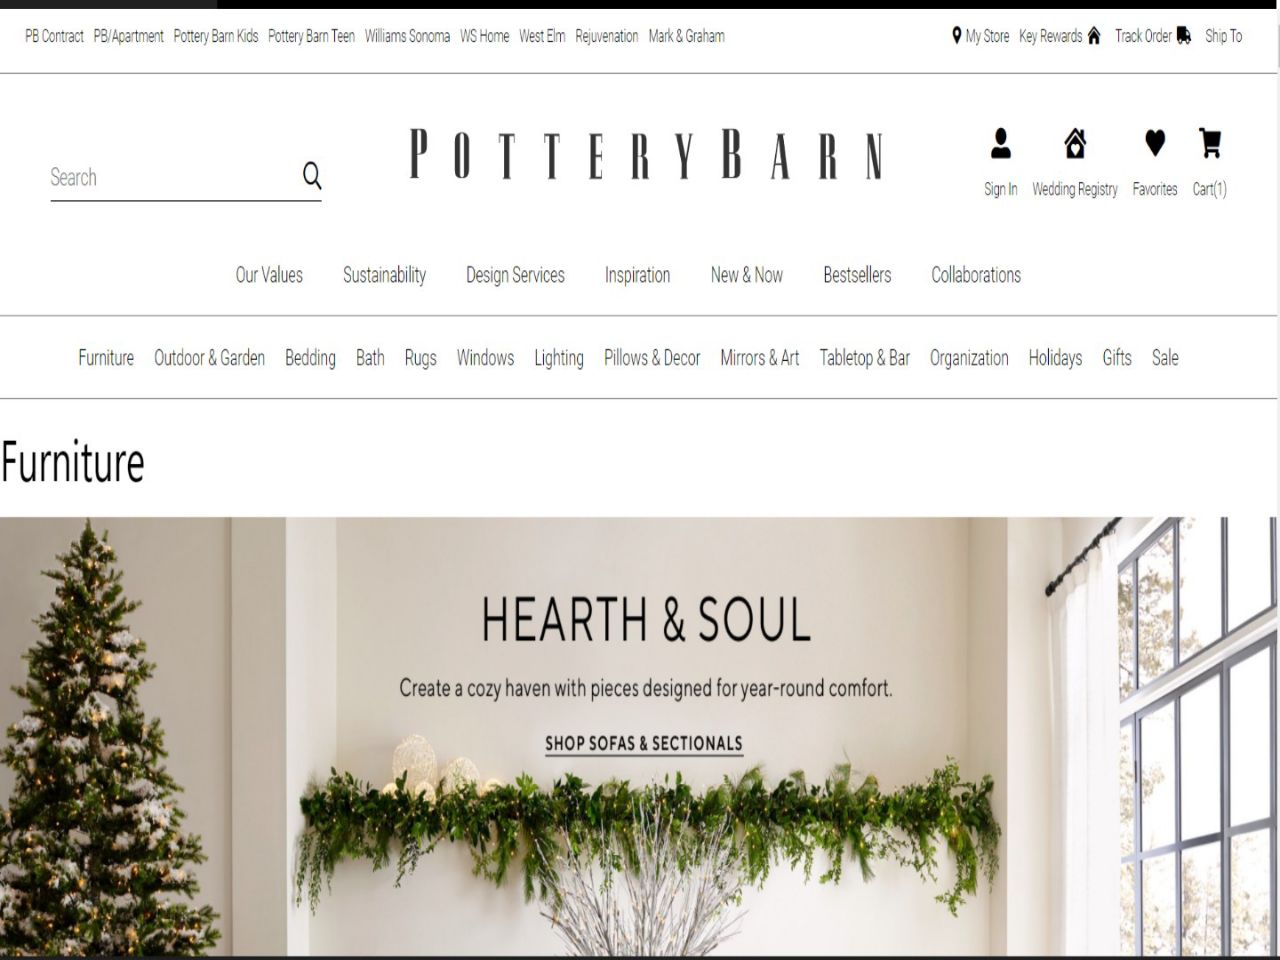 PB Contract PB/Apartment Pottery Barn Kids Pottery Barn Teen Williams Sonoma WS Home West Elm Rejuvenation Mark & Graham My Store Key Rewards Track Order Ship To
Search
POTTERYBARN
Sign In Wedding Registry Favorites Cart(1)
Our Values Sustainability Design Services Inspiration New & Now Bestsellers Collaborations
Furniture Outdoor & Garden Bedding Bath Rugs Windows Lighting Pillows & Decor Mirrors & Art Tabletop & Bar Organization Holidays Gifts Sale
Furniture
HEARTH & SOUL
Create a cozy haven with pieces designed for year-round comfort.
SHOP SOFAS & SECTIONALS